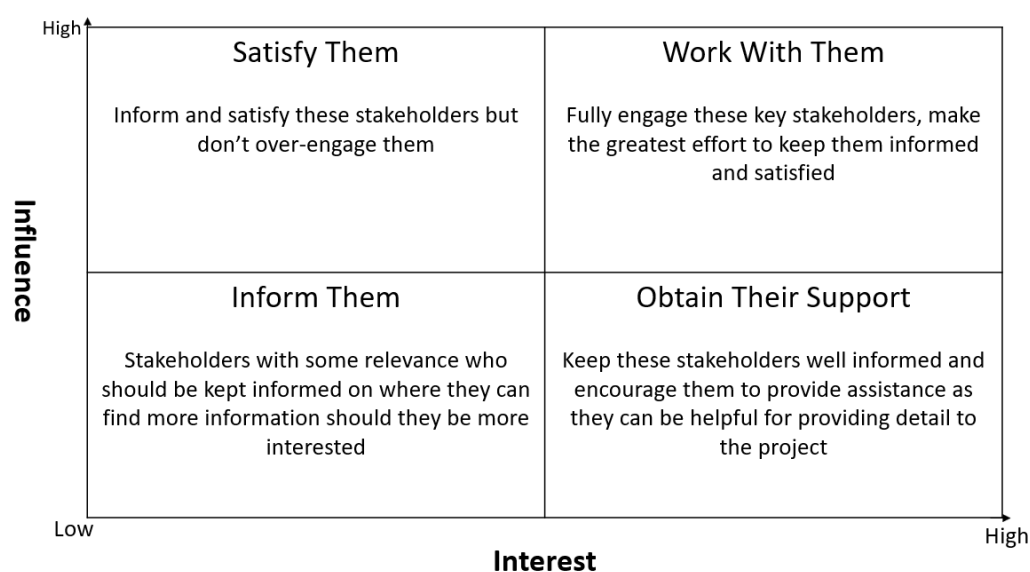 High
Satisfy Them
Inform and satisfy these stakeholders but
don't over-engage them
Work With Them
Fully engage these key stakeholders, make
the greatest effort to keep them informed
and satisfied
Influence
Inform Them
Stakeholders with some relevance who
should be kept informed on where they can
find more information should they be more
interested
Obtain Their Support
Keep these stakeholders well informed and
encourage them to provide assistance as
they can be helpful for providing detail to
the project
Low
High
Interest